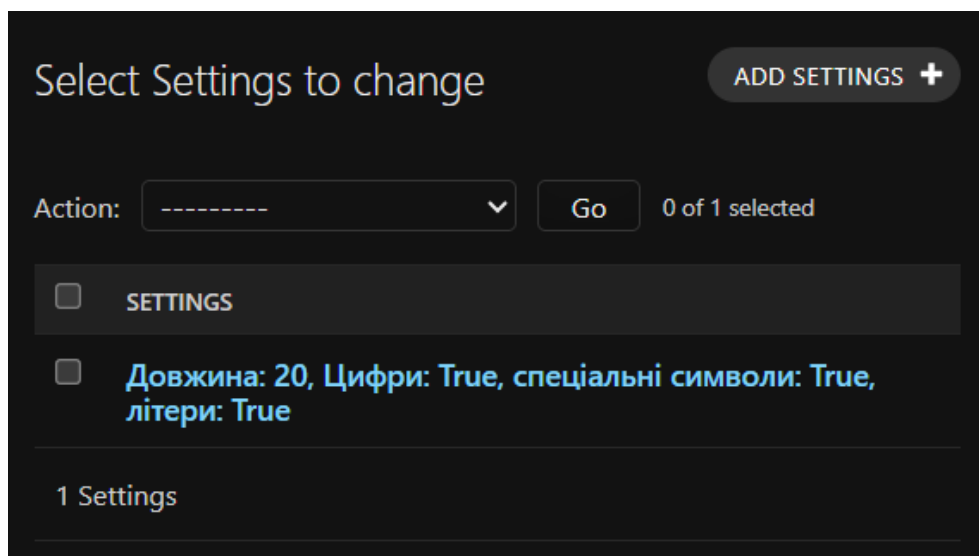 Select Settings to change
ADD SETTINGS +
Action:
---------
Go
0 of 1 selected
SETTINGS
Довжина: 20, Цифри: True, спеціальні символи: True,
літери: True
1 Settings